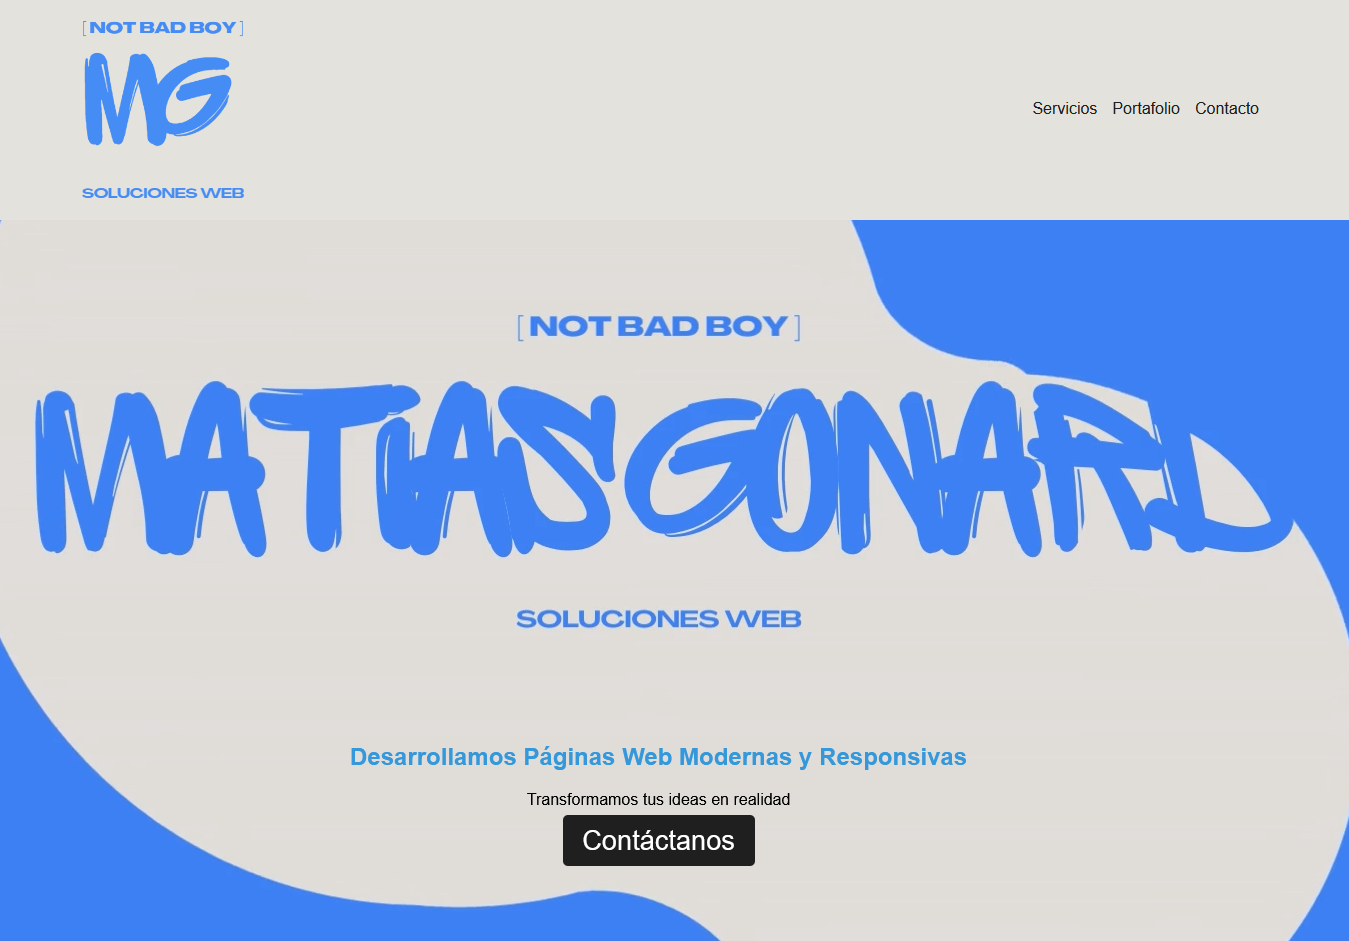 [ NOT BAD BOY ]
MG
SOLUCIONES WEB
Servicios Portafolio Contacto
[ NOT BAD BOY ]
MATIAS GONARD
SOLUCIONES WEB
Desarrollamos Páginas Web Modernas y Responsivas
Transformamos tus ideas en realidad
Contáctanos